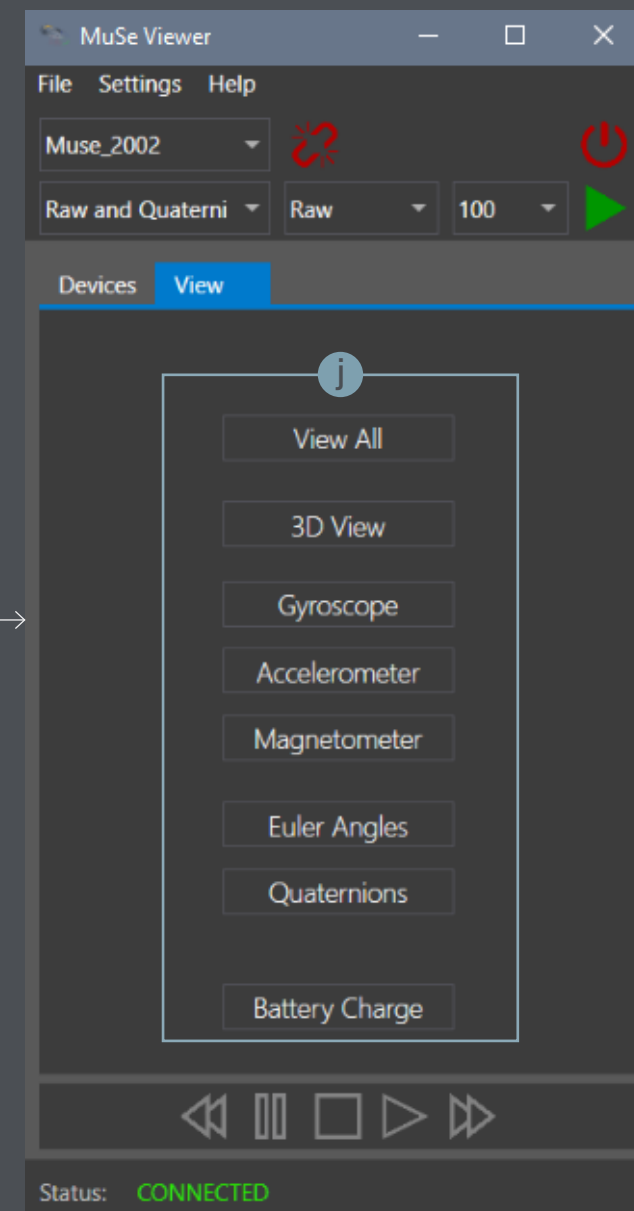 MuSe Viewer
File Settings Help
Muse_2002
Raw and Quaterni Raw 100
Devices View
j
View All
3D View
Gyroscope
Accelerometer
Magnetometer
Euler Angles
Quaternions
Battery Charge
Status: CONNECTED